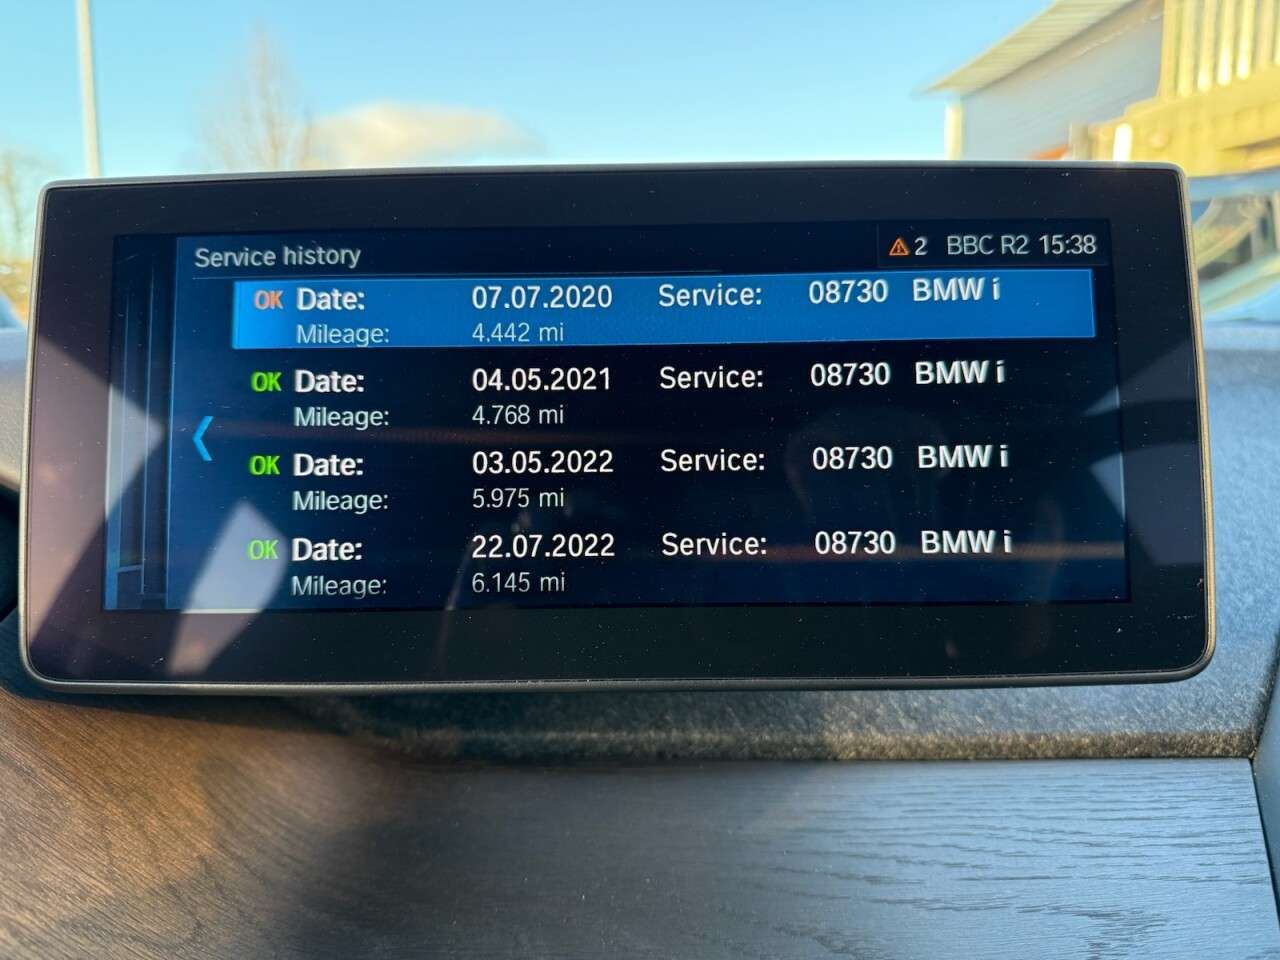 Service history
2 BBC R2 15:38
OK Date: 07.07.2020 Service: 08730 BMW i
Mileage: 4.442 mi
OK Date: 04.05.2021 Service: 08730 BMW i
Mileage: 4.768 mi
OK Date: 03.05.2022 Service: 08730 BMW i
Mileage: 5.975 mi
OK Date: 22.07.2022 Service: 08730 BMW i
Mileage: 6.145 mi